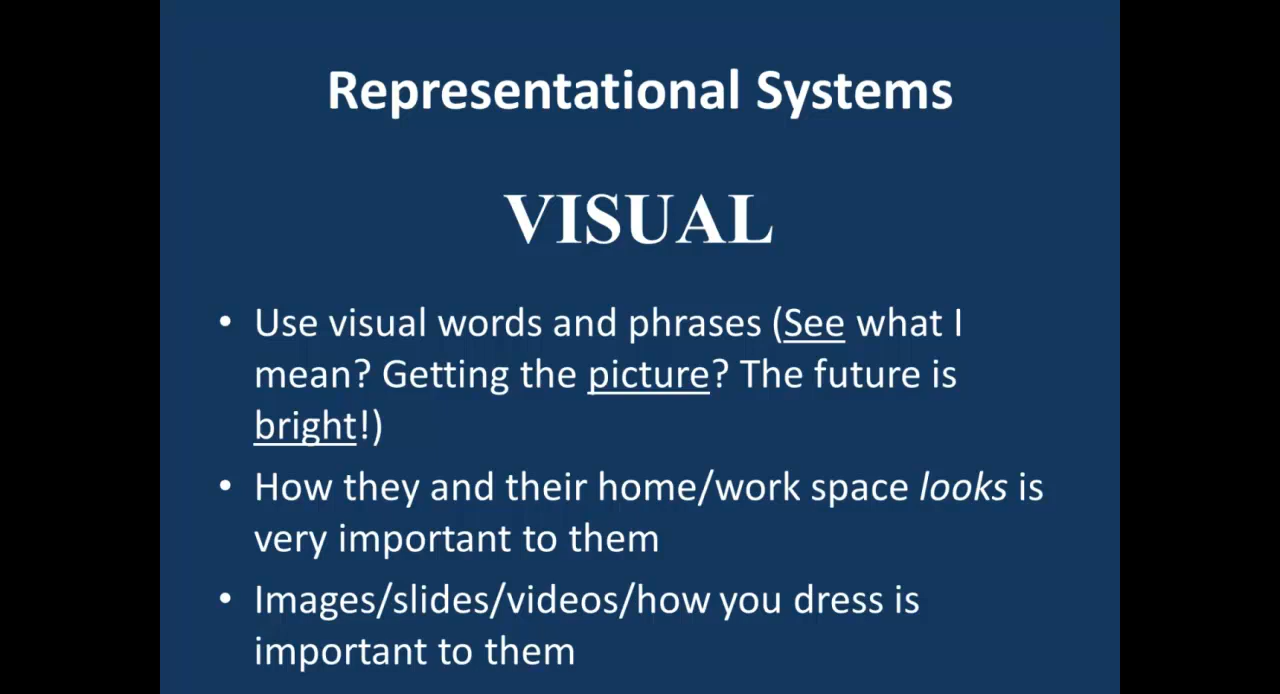 Representational Systems
VISUAL
• Use visual words and phrases (See what I
mean? Getting the picture? The future is
bright!)
• How they and their home/work space looks is
very important to them
• Images/slides/videos/how you dress is
important to them